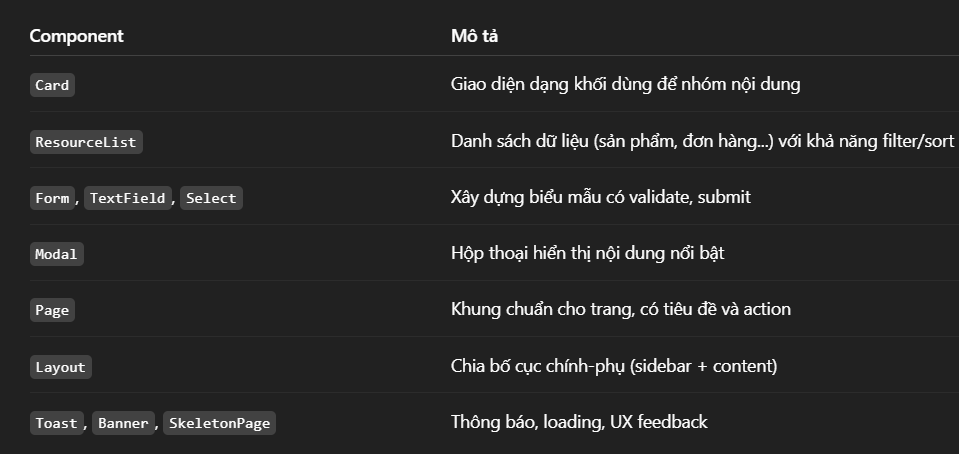 Component Mô tả
Card Giao diện dạng khối dùng để nhóm nội dung
ResourceList Danh sách dữ liệu (sản phẩm, đơn hàng...) với khả năng filter/sort
Form, TextField, Select Xây dựng biểu mẫu có validate, submit
Modal Hộp thoại hiển thị nội dung nổi bật
Page Khung chuẩn cho trang, có tiêu đề và action
Layout Chia bố cục chính-phụ (sidebar + content)
Toast, Banner, SkeletonPage Thông báo, loading, UX feedback